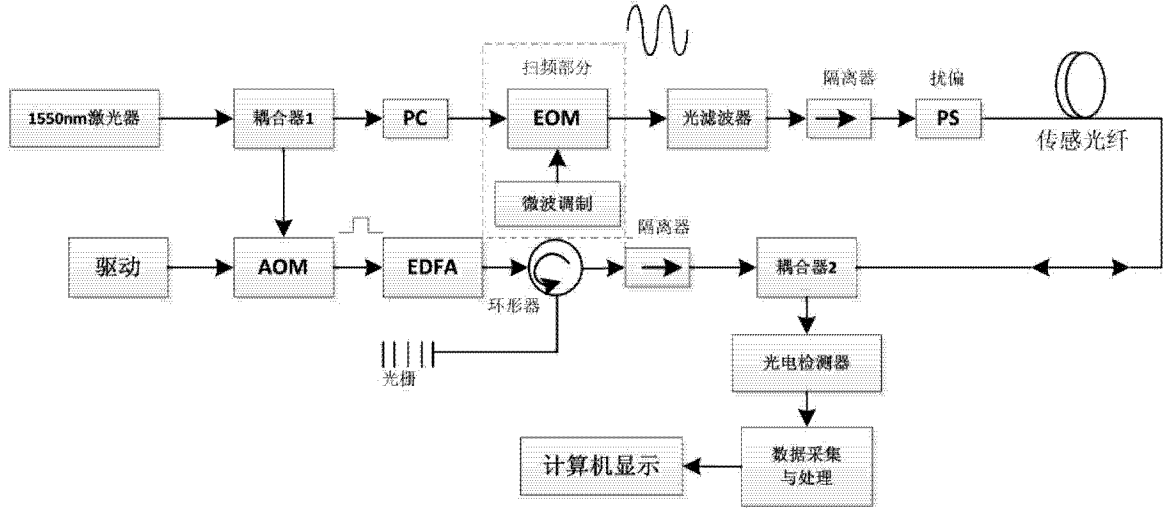 扫频部分
隔离器
扰偏
1550nm激光器
耦合器1
PC
EOM
光滤波器
PS
传感光纤
微波调制
隔离器
驱动
AOM
EDFA
环形器
耦合器2
光栅
光电检测器
计算机显示
数据采集
与处理